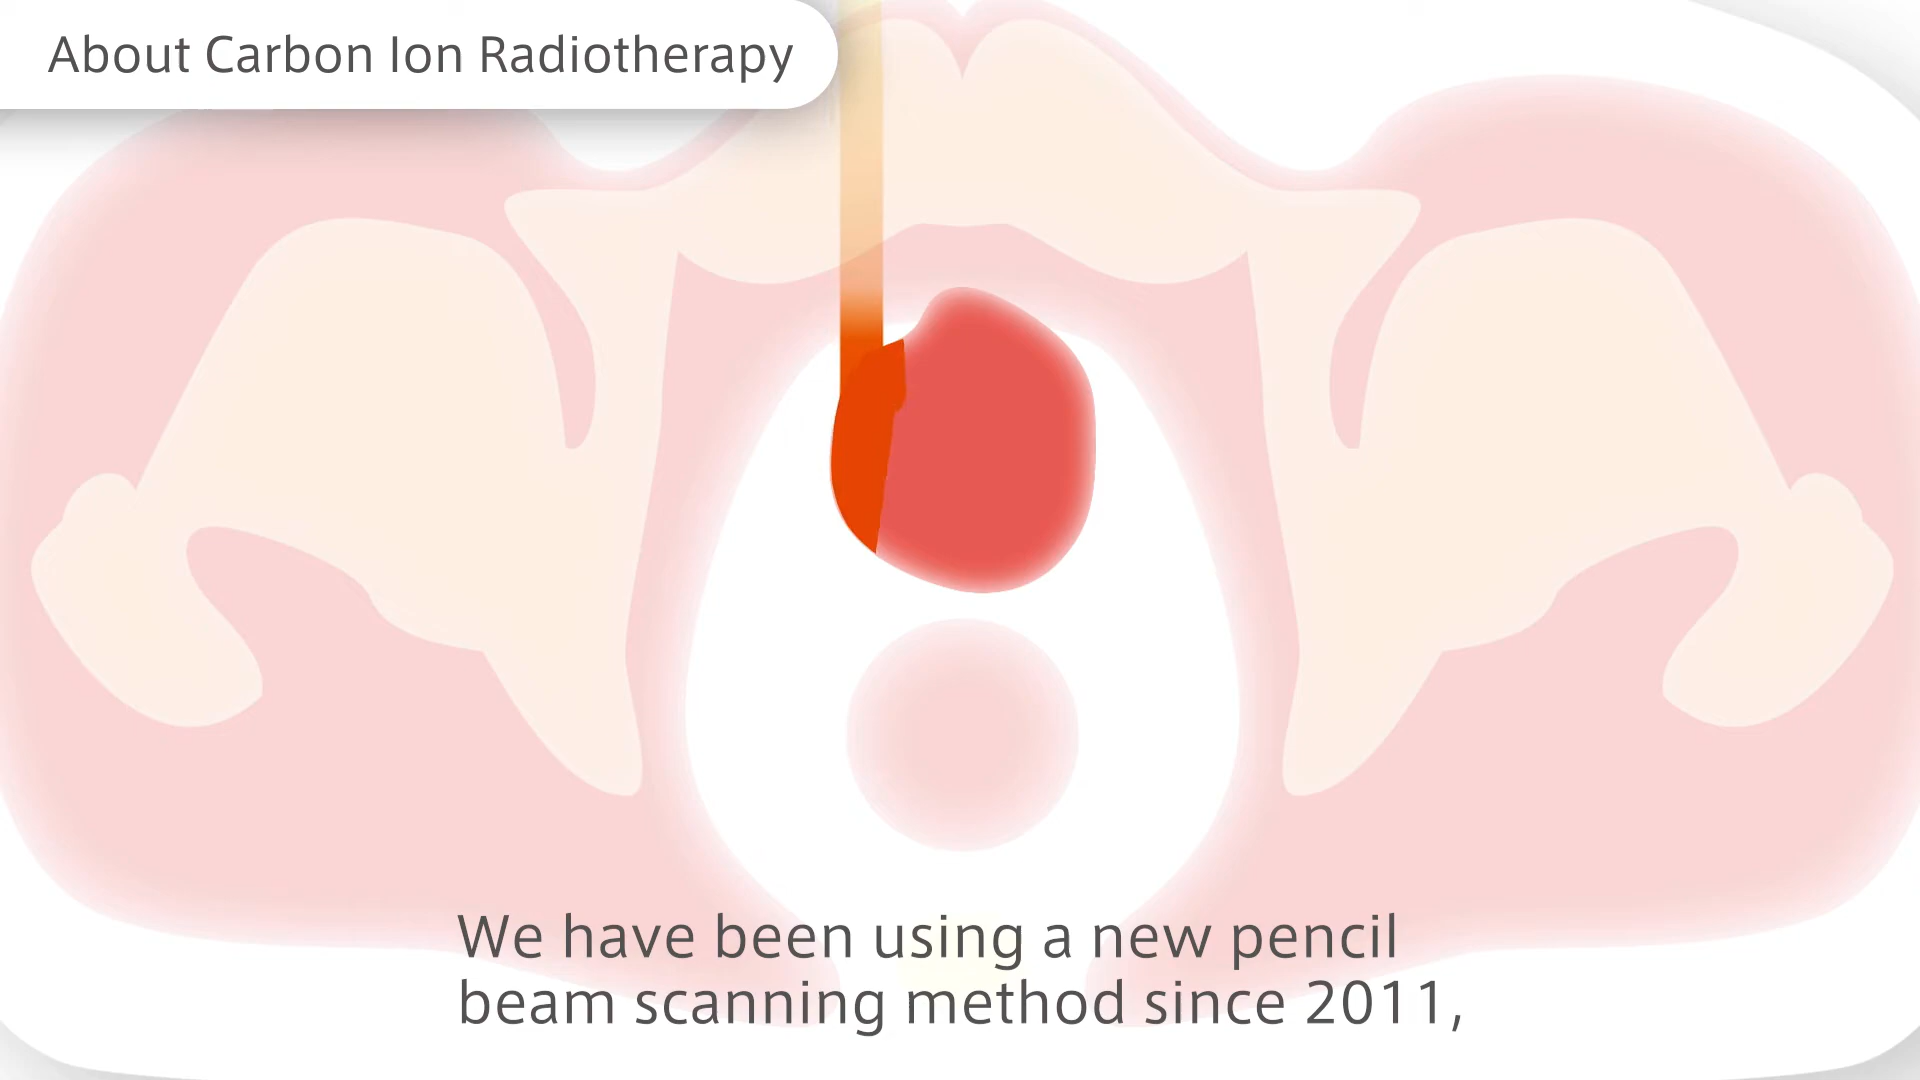 About Carbon Ion Radiotherapy
We have been using a new pencil
beam scanning method since 2011,